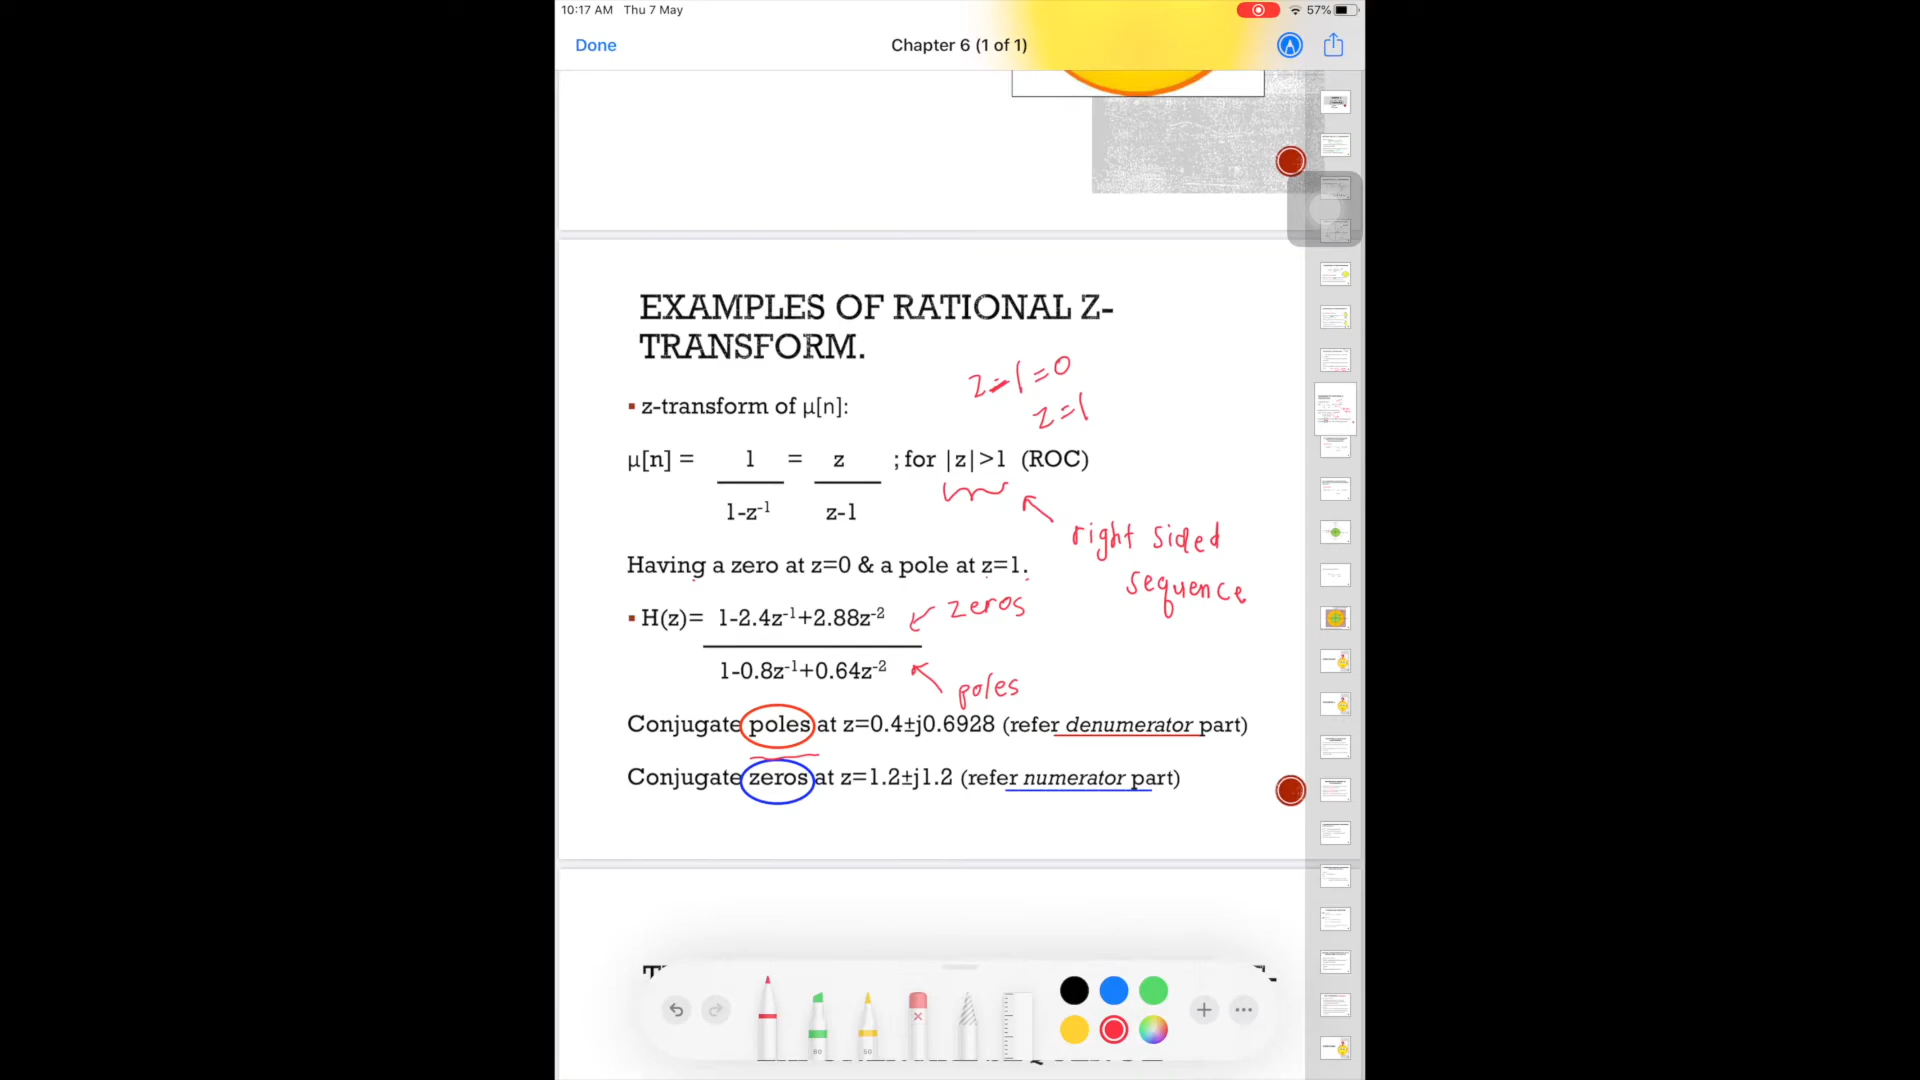 10:17 AM Thu 7 May
57%
Done
Chapter 6 (1 of 1)
EXAMPLES OF RATIONAL Z-
TRANSFORM.
z-1=0
z=1
▪ z-transform of μ[n]:
μ[n] = 1 = z ; for |z|>1 (ROC)
1-z⁻¹ z-1
right sided
sequence
Having a zero at z=0 & a pole at z=1.
zeros
▪ H(z)= 1-2.4z⁻¹+2.88z⁻²
1-0.8z⁻¹+0.64z⁻²
poles
Conjugate poles at z=0.4±j0.6928 (refer denumerator part)
Conjugate zeros at z=1.2±j1.2 (refer numerator part)
80
50